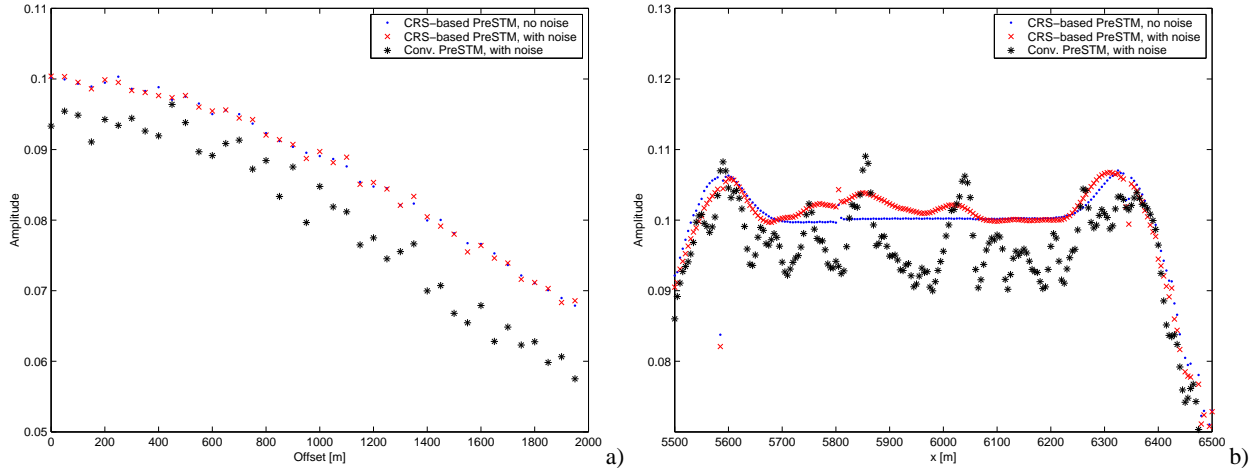 0.13
CRS-based PreSTM, no noise
CRS-based PreSTM, with noise
Conv. PreSTM, with noise
0.11
0.1
0.09
0.08
0.07
0.06
0.05
Amplitude
0 200 400 600 800 1000 1200 1400 1600 1800 2000
Offset [m]
a)
0.13
CRS-based PreSTM, no noise
CRS-based PreSTM, with noise
Conv. PreSTM, with noise
0.12
0.11
0.1
0.09
0.08
Amplitude
5500 5600 5700 5800 5900 6000 6100 6200 6300 6400 6500
x [m]
b)